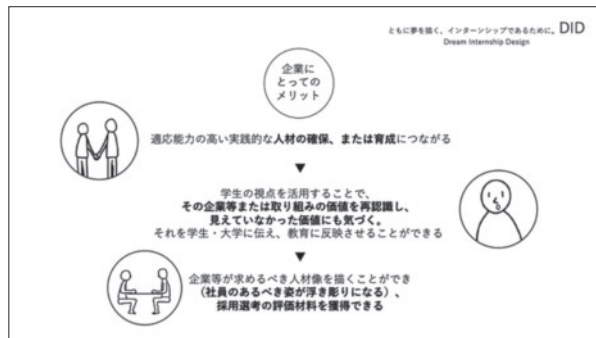 ともに夢を描く、インターンシップであるために。DID
Dream Internship Design
企業に
とっての
メリット
適応能力の高い実践的な人材の確保、または育成につながる
▼
学生の視点を活用することで、
その企業等または取り組みの価値を再認識し、
見えていなかった価値にも気づく。
それを学生・大学に伝え、教育に反映させることができる
▼
企業等が求めるべき人材像を描くことができ
(社員のあるべき姿が浮き彫りになる)、
採用選考の評価材料を獲得できる